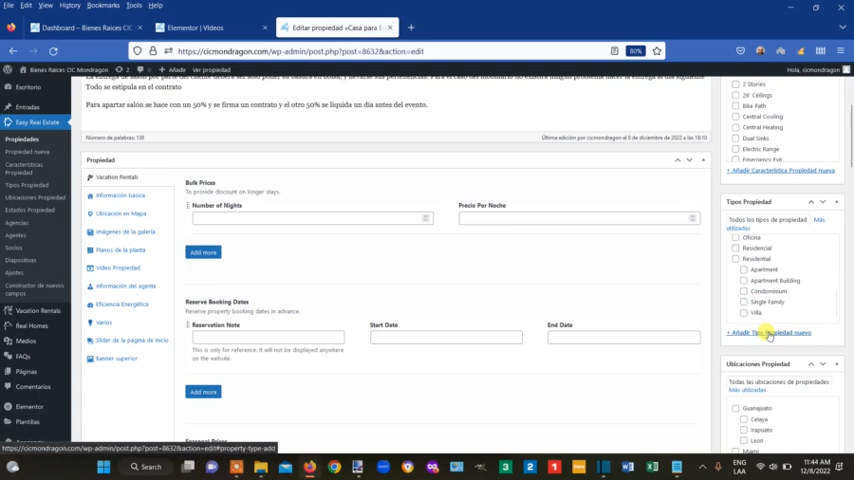 File Edit View History Bookmarks Tools Help
Dashboard – Bienes Raices CIC
Elementor | Videos
Editar propiedad «Casa para E
https://cicmondragon.com/wp-admin/post.php?post=8632&action=edit
80%
Bienes Raices CIC Mondragon 2 0 Añadir Ver propiedad
Hola, cicmondragon
Escritorio
Entradas
Easy Real Estate
Propiedades
Propiedad nueva
Características Propiedad
Tipos Propiedad
Ubicaciones Propiedad
Estados Propiedad
Agencias
Agentes
Socios
Diapositivas
Ajustes
Constructor de nuevos campos
Vacation Rentals
Real Homes
Medios
FAQs
Páginas
Comentarios
Elementor
Plantillas
Todo se estipula en el contrato
Para apartar salón se hace con un 50% y se firma un contrato y el otro 50% se liquida un dia antes del evento.
Número de palabras: 138
Última edición por cicmondragon el 8 de diciembre de 2022 a las 18:10
Propiedad
Vacation Rentals
Información básica
Ubicación en Mapa
Imágenes de la galería
Planos de la planta
Video Propiedad
Información del agente
Eficiencia Energética
Varios
Slider de la página de inicio
Banner superior
Bulk Prices
To provide discount on longer stays.
Number of Nights
Precio Por Noche
Add more
Reserve Booking Dates
Reserve property booking dates in advance.
Reservation Note
Start Date
End Date
This is only for reference. It will not be displayed anywhere
on the website.
Add more
Seasonal Prices
2 Stories
26' Ceilings
Bike Path
Central Cooling
Central Heating
Dual Sinks
Electric Range
Emergency Exit
+ Añadir Característica Propiedad nueva
Tipos Propiedad
Todos los tipos de propiedad Más
utilizadas
Oficina
Residencial
Residential
Apartment
Apartment Building
Condominium
Single Family
Villa
+ Añadir Tipo Propiedad nuevo
Ubicaciones Propiedad
Todas las ubicaciones de propiedades
Más utilizadas
Guanajuato
Celaya
Irapuato
Leon
Miami
https://cicmondragon.com/wp-admin/post.php?post=8632&action=edit#property-type-add
Search
ENG
LAA
11:44 AM
12/8/2022